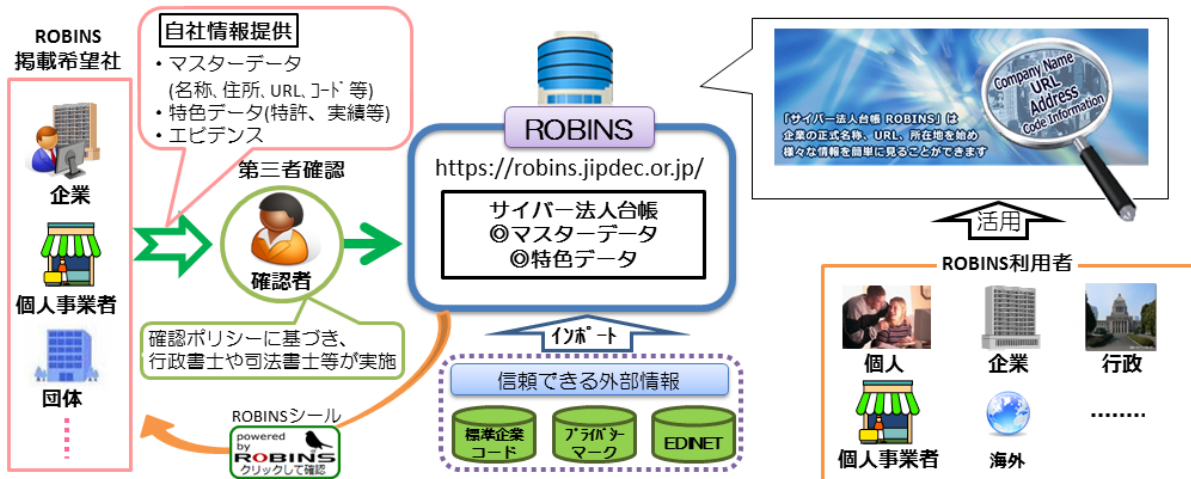 ROBINS
掲載希望社
企業
個人事業者
団体
自社情報提供
・マスターデータ
(名称、住所、URL、ｺｰﾄﾞ等)
・特色データ(特許、実績等)
・エビデンス
第三者確認
確認者
確認ポリシーに基づき、
行政書士や司法書士等が実施
ROBINSシール
powered
by
ROBINS
クリックして確認
ROBINS
https://robins.jipdec.or.jp/
サイバー法人台帳
◎マスターデータ
◎特色データ
ｲﾝﾎﾟｰﾄ
信頼できる外部情報
標準企業
コード
ﾌﾟﾗｲﾊﾞｼｰ
マーク
EDINET
「サイバー法人台帳 ROBINS」は
企業の正式名称、URL、所在地を始め
様々な情報を簡単に見ることができます
Company Name
URL
Address
Code Information
活用
ROBINS利用者
個人
企業
行政
個人事業者
海外
………